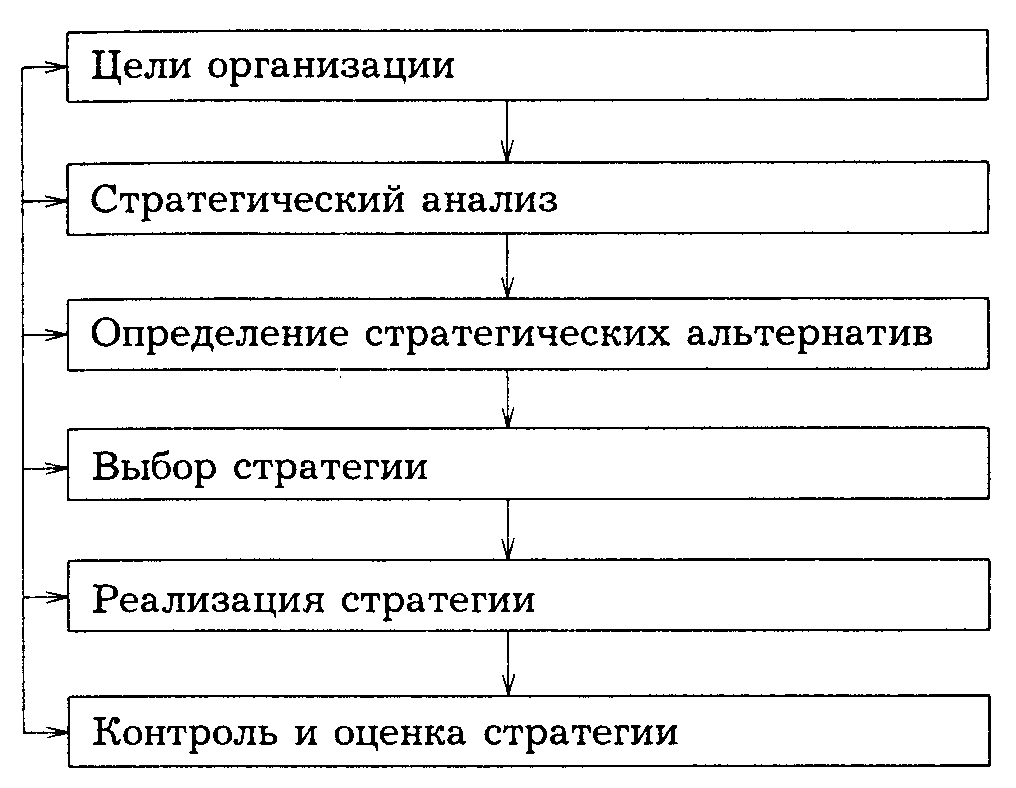 Цели организации
Стратегический анализ
Определение стратегических альтернатив
Выбор стратегии
Реализация стратегии
Контроль и оценка стратегии